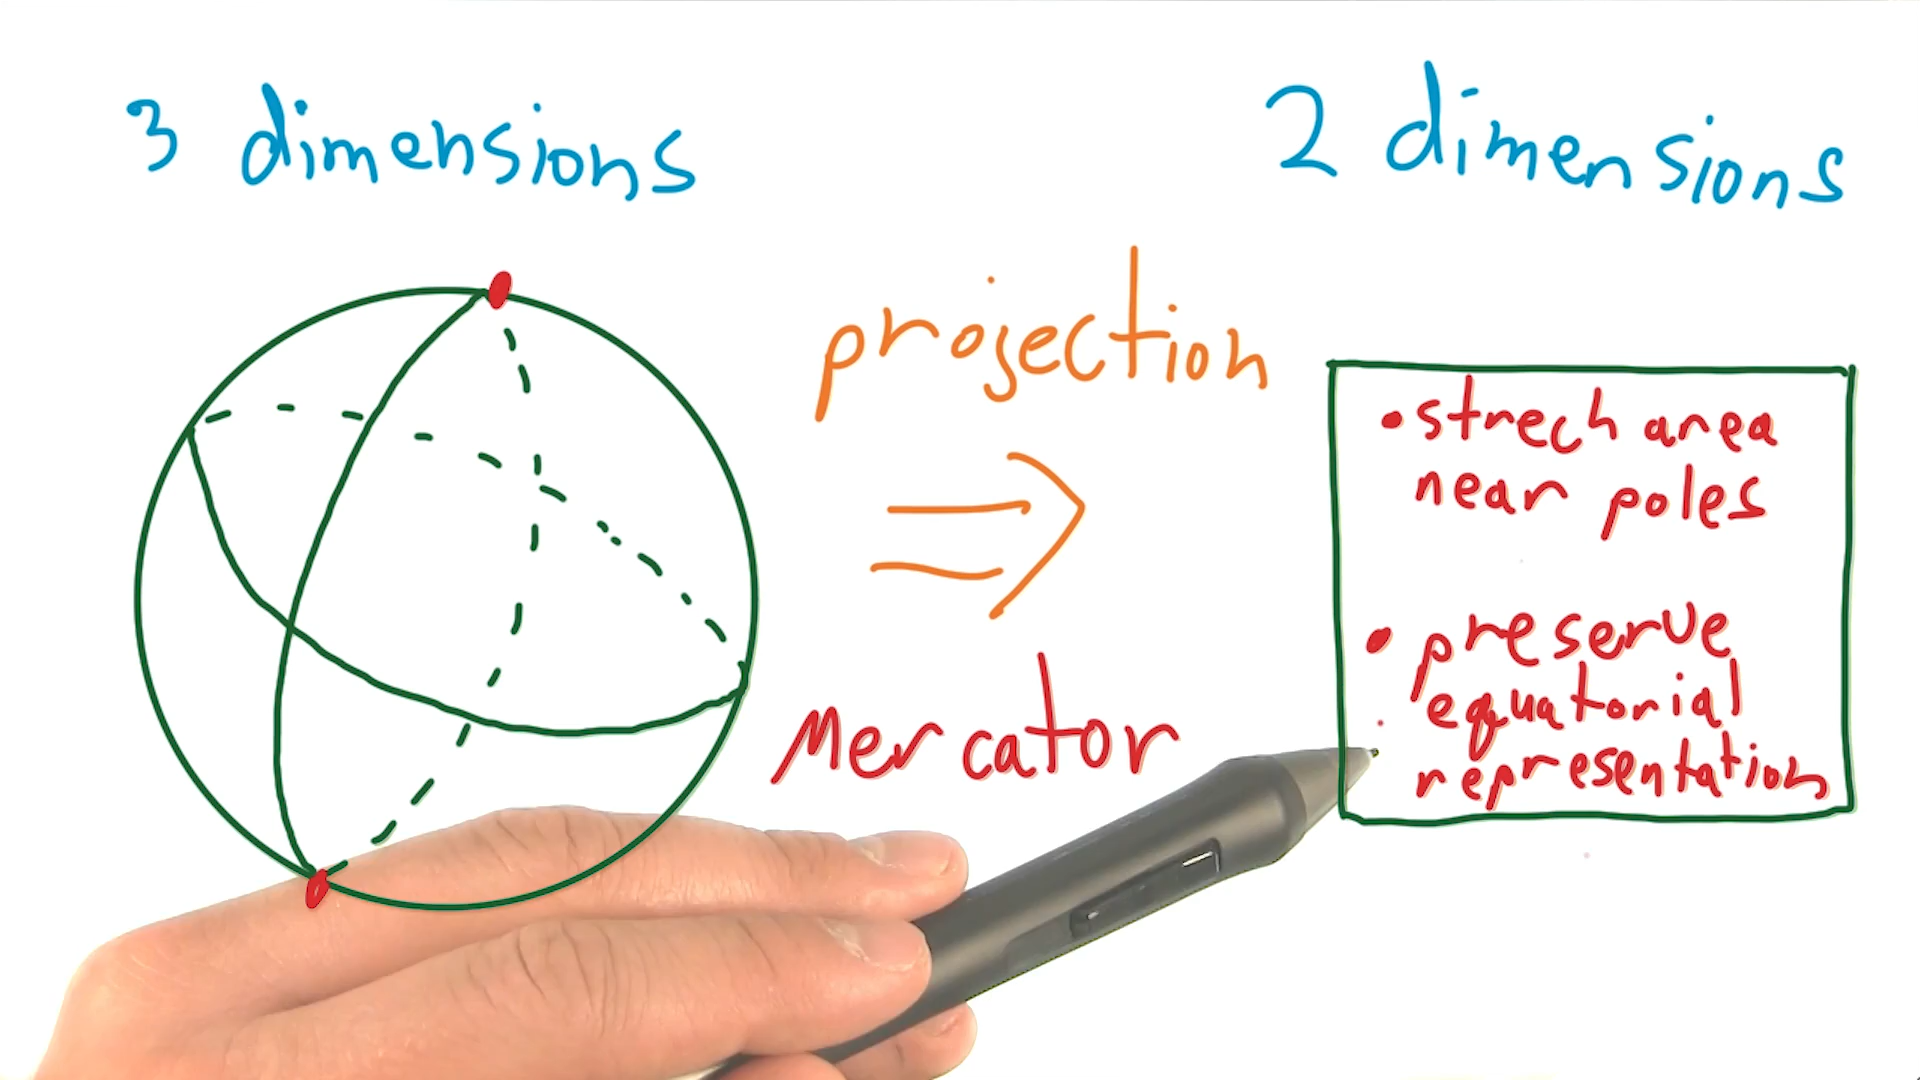 3 dimensions
2 dimensions
projection
Mercator
• strech area
near poles
• preserve
equatorial
representation